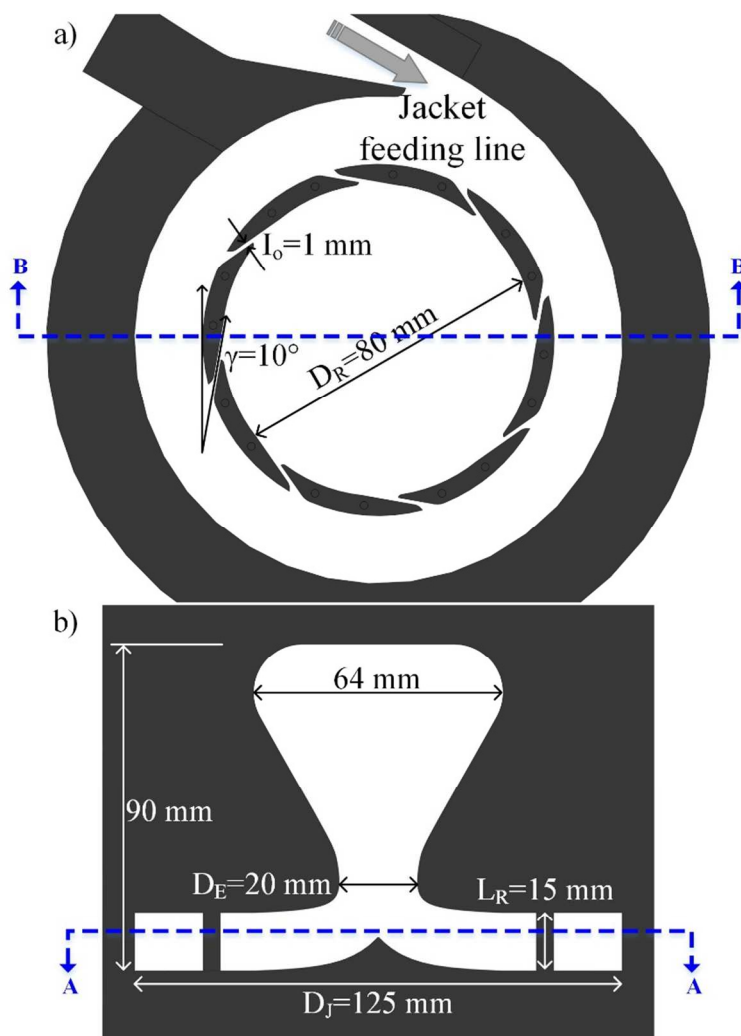 a)
Jacket
feeding line
Iₒ=1 mm
B B
γ=10°
D_R=80 mm
b)
64 mm
90 mm
D_E=20 mm
L_R=15 mm
A A
D_J=125 mm